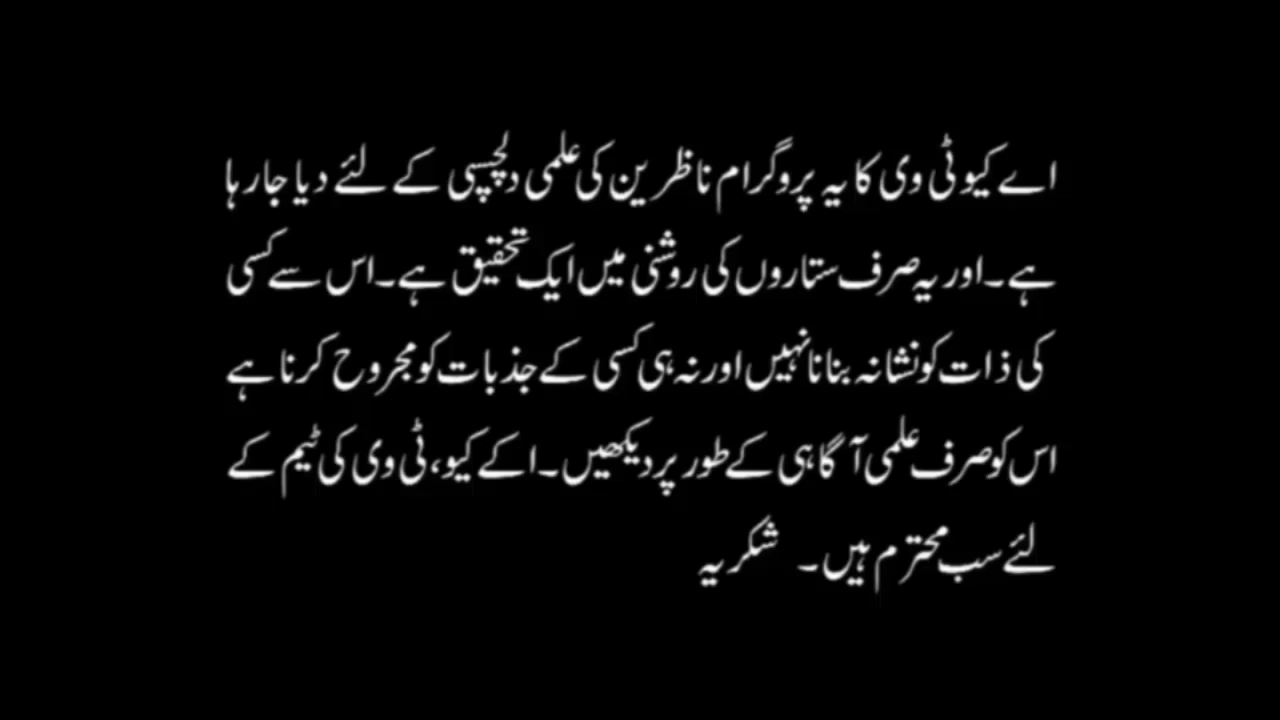 اے کیو ٹی وی کا یہ پروگرام ناظرین کی علمی دلچسپی کے لئے دیا جارہا
ہے۔ اور یہ صرف ستاروں کی روشنی میں ایک تحقیق ہے۔ اس سے کسی
کی ذات کو نشانہ بنانا نہیں اور نہ ہی کسی کے جذبات کو مجروح کرنا ہے
اس کو صرف علمی آگاہی کے طور پر دیکھیں۔ اکے کیو، ٹی وی کی ٹیم کے
لئے سب محترم ہیں۔ شکریہ